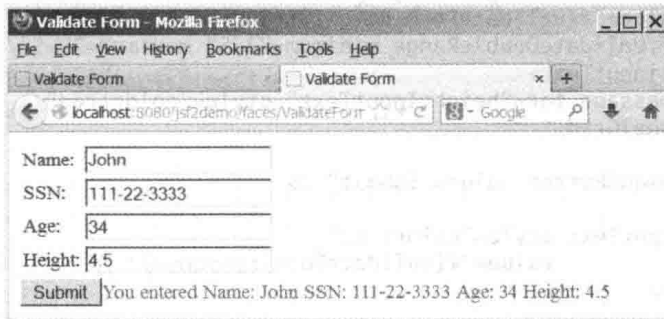 Validate Form - Mozilla Firefox
File Edit View History Bookmarks Tools Help
Validate Form
Validate Form × +
localhost:8080/jsf2demo/faces/ValidateForm
Google
Name: John
SSN: 111-22-3333
Age: 34
Height: 4.5
Submit You entered Name: John SSN: 111-22-3333 Age: 34 Height: 4.5